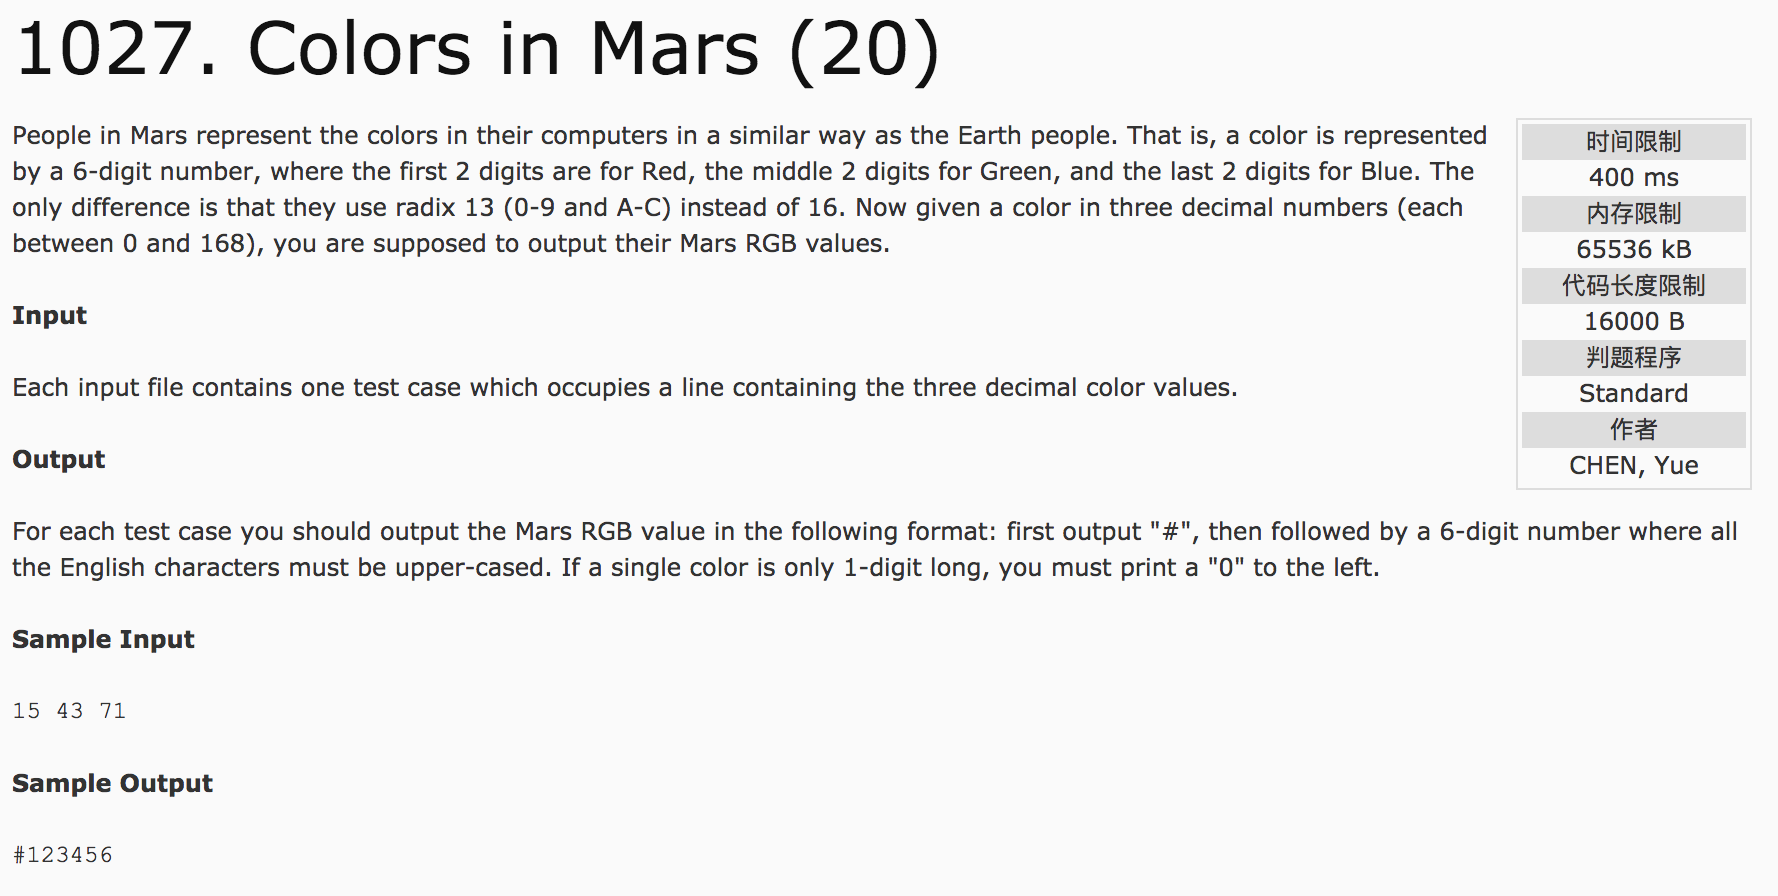 1027. Colors in Mars (20)
People in Mars represent the colors in their computers in a similar way as the Earth people. That is, a color is represented
by a 6-digit number, where the first 2 digits are for Red, the middle 2 digits for Green, and the last 2 digits for Blue. The
only difference is that they use radix 13 (0-9 and A-C) instead of 16. Now given a color in three decimal numbers (each
between 0 and 168), you are supposed to output their Mars RGB values.
时间限制
400 ms
内存限制
65536 kB
代码长度限制
16000 B
判题程序
Standard
作者
CHEN, Yue
Input
Each input file contains one test case which occupies a line containing the three decimal color values.
Output
For each test case you should output the Mars RGB value in the following format: first output "#", then followed by a 6-digit number where all
the English characters must be upper-cased. If a single color is only 1-digit long, you must print a "0" to the left.
Sample Input
15 43 71
Sample Output
#123456